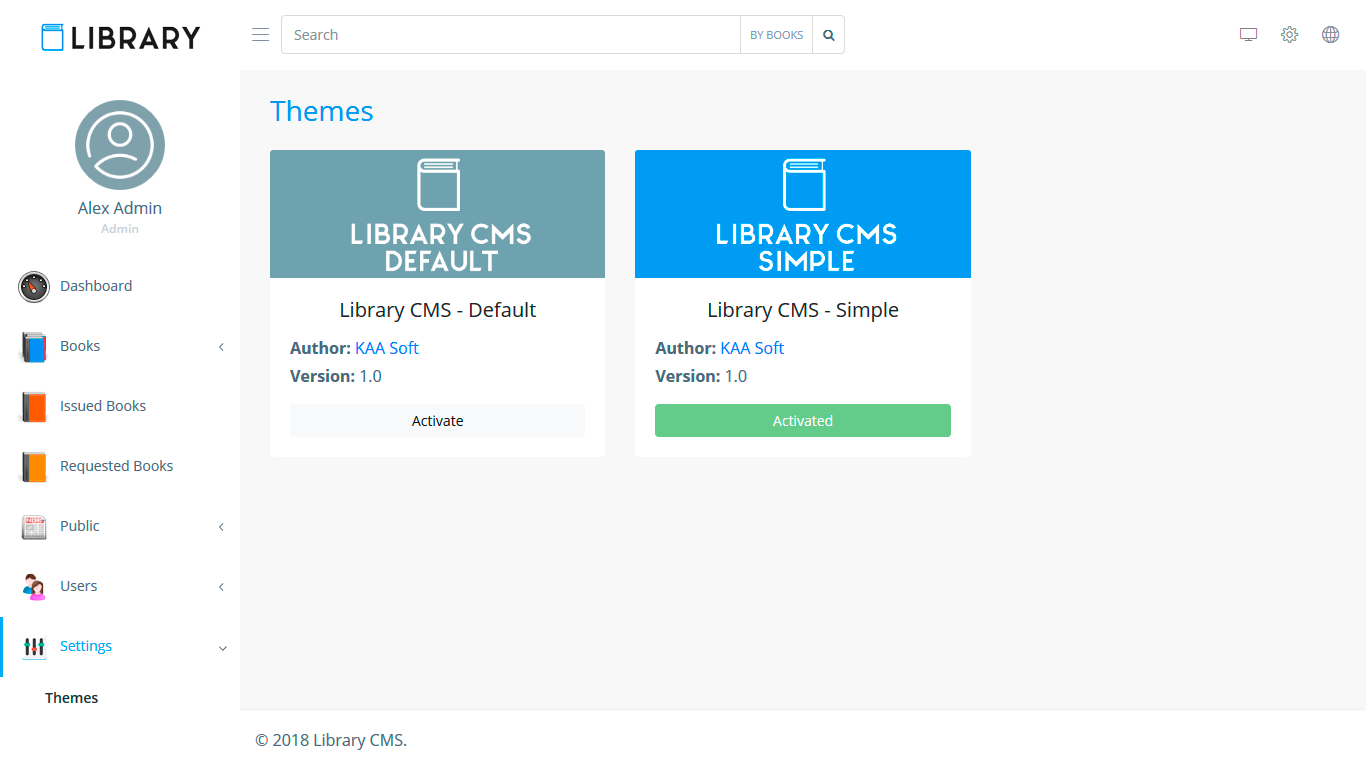 LIBRARY
Search
BY BOOKS
Alex Admin
Admin
Dashboard
Books
Issued Books
Requested Books
Public
Users
Settings
Themes
Themes
LIBRARY CMS
DEFAULT
Library CMS - Default
Author: KAA Soft
Version: 1.0
Activate
LIBRARY CMS
SIMPLE
Library CMS - Simple
Author: KAA Soft
Version: 1.0
Activated
© 2018 Library CMS.